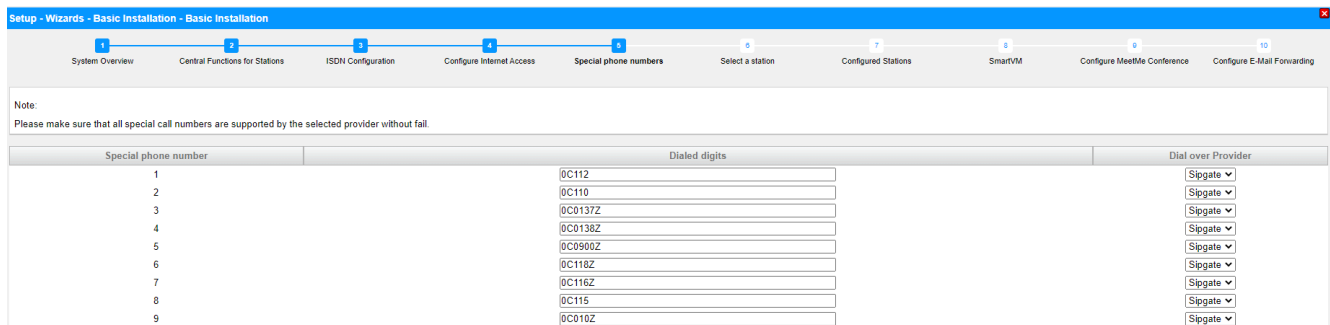 Setup - Wizards - Basic Installation - Basic Installation
1 2 3 4 5 6 7 8 9 10
System Overview Central Functions for Stations ISDN Configuration Configure Internet Access Special phone numbers Select a station Configured Stations SmartVM Configure MeetMe Conference Configure E-Mail Forwarding
Note:
Please make sure that all special call numbers are supported by the selected provider without fail.
Special phone number Dialed digits Dial over Provider
1 0C112 Sipgate
2 0C110 Sipgate
3 0C0137Z Sipgate
4 0C0138Z Sipgate
5 0C0900Z Sipgate
6 0C118Z Sipgate
7 0C116Z Sipgate
8 0C115 Sipgate
9 0C010Z Sipgate